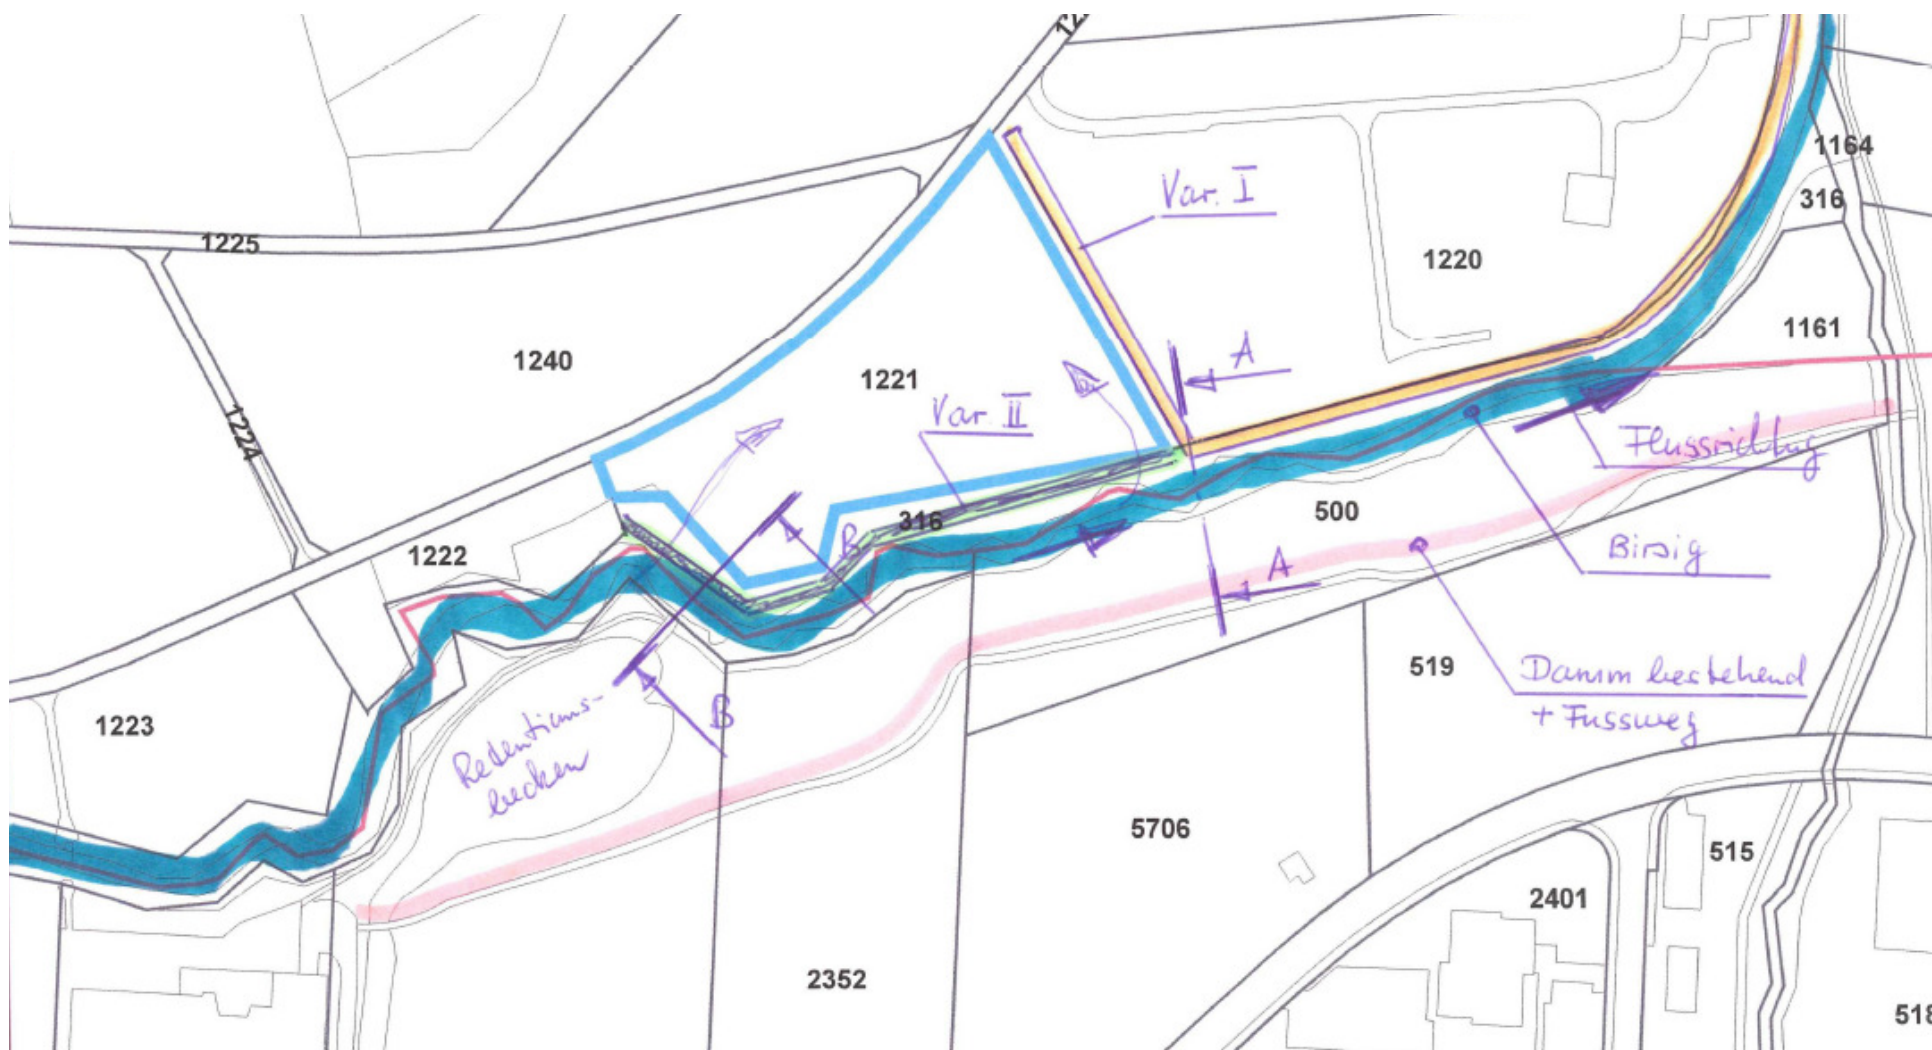 12
1164
Var. I
316
1225
1220
1161
1240
1221
A
Var. II
1224
Flussrichtung
316
500
B
1222
Birsig
A
519
Damm bestehend
+ Fussweg
1223
B
Retentions-
becken
5706
515
2401
2352
518